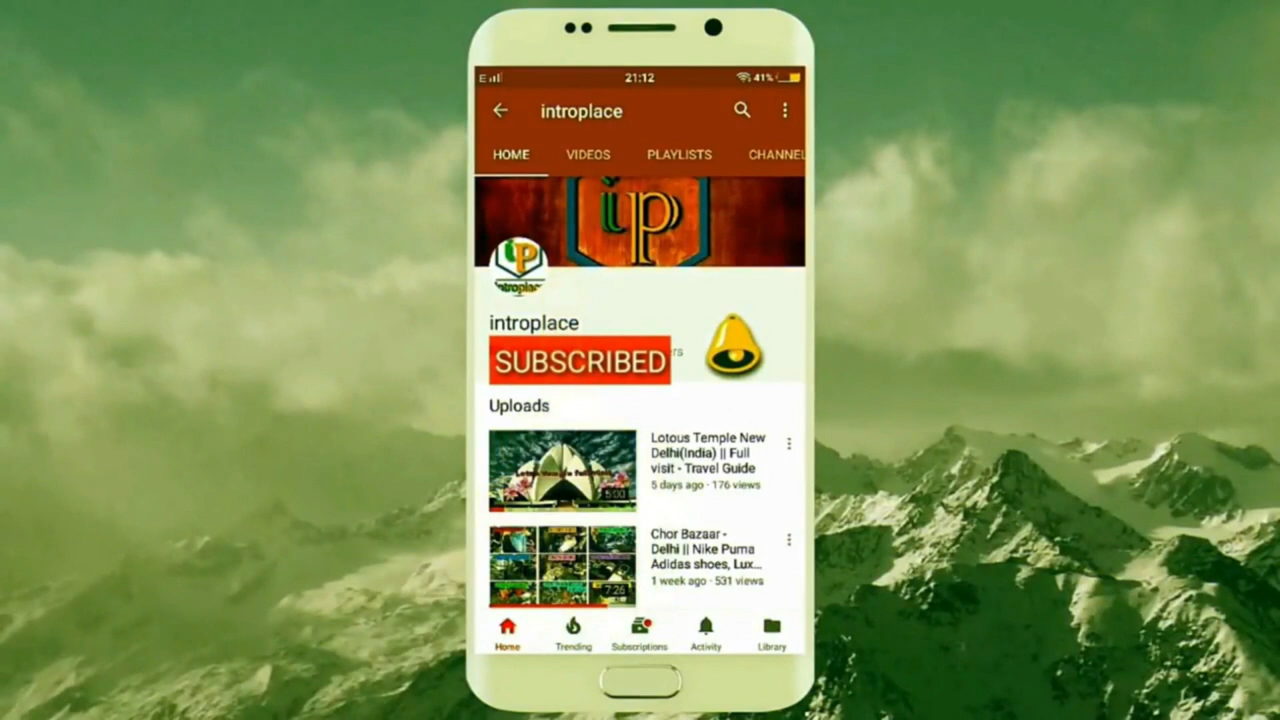 21:12
41%
introplace
HOME
VIDEOS
PLAYLISTS
CHANNEL
ip
ip
introplace
introplace
SUBSCRIBED
rs
Uploads
Lotous Temple New
Delhi(India) || Full
visit - Travel Guide
5 days ago · 176 views
5:00
Chor Bazaar -
Delhi || Nike Puma
Adidas shoes, Lux...
1 week ago · 531 views
7:26
Home
Trending
Subscriptions
Activity
Library